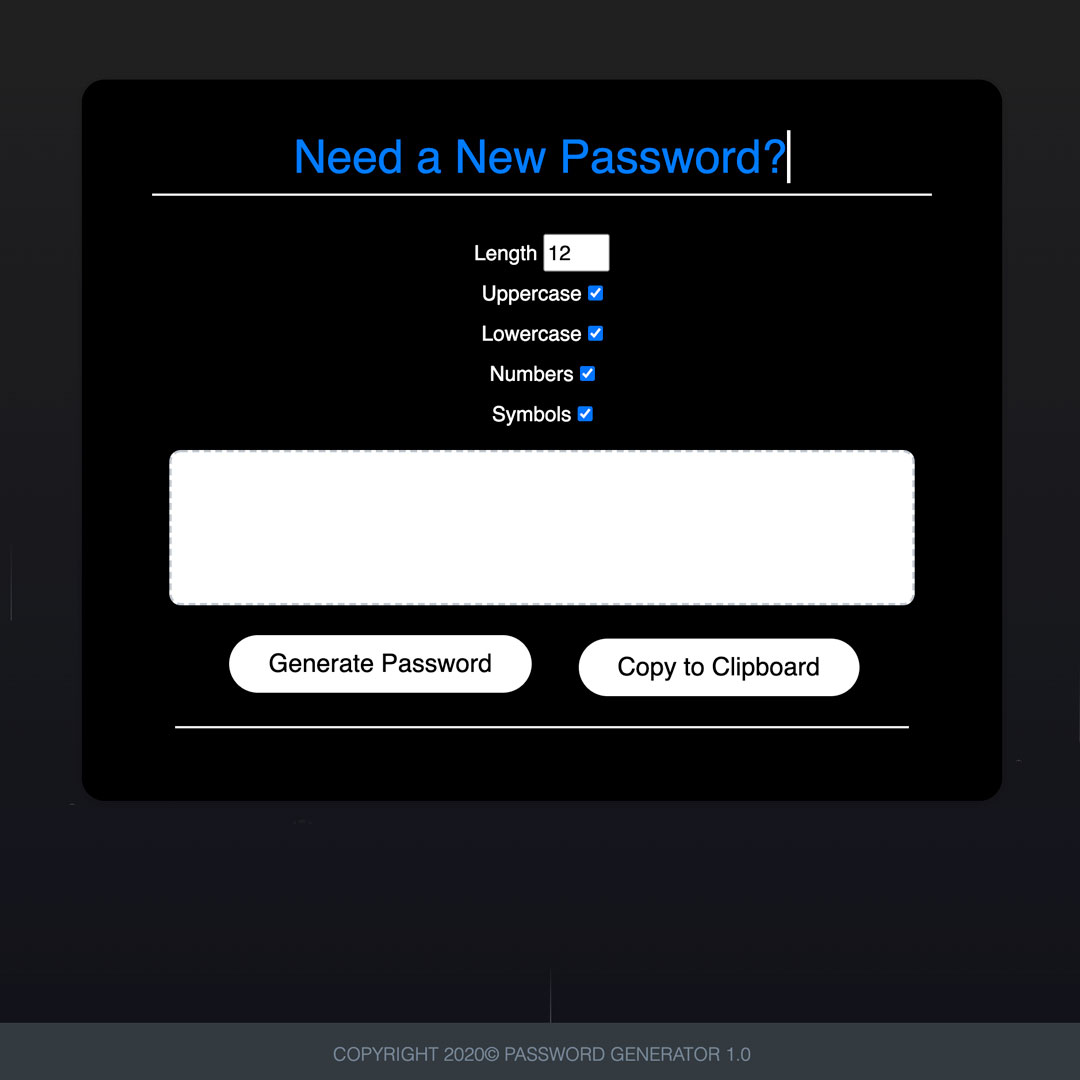 Need a New Password?
Length 12
Uppercase
Lowercase
Numbers
Symbols
Generate Password
Copy to Clipboard
COPYRIGHT 2020© PASSWORD GENERATOR 1.0